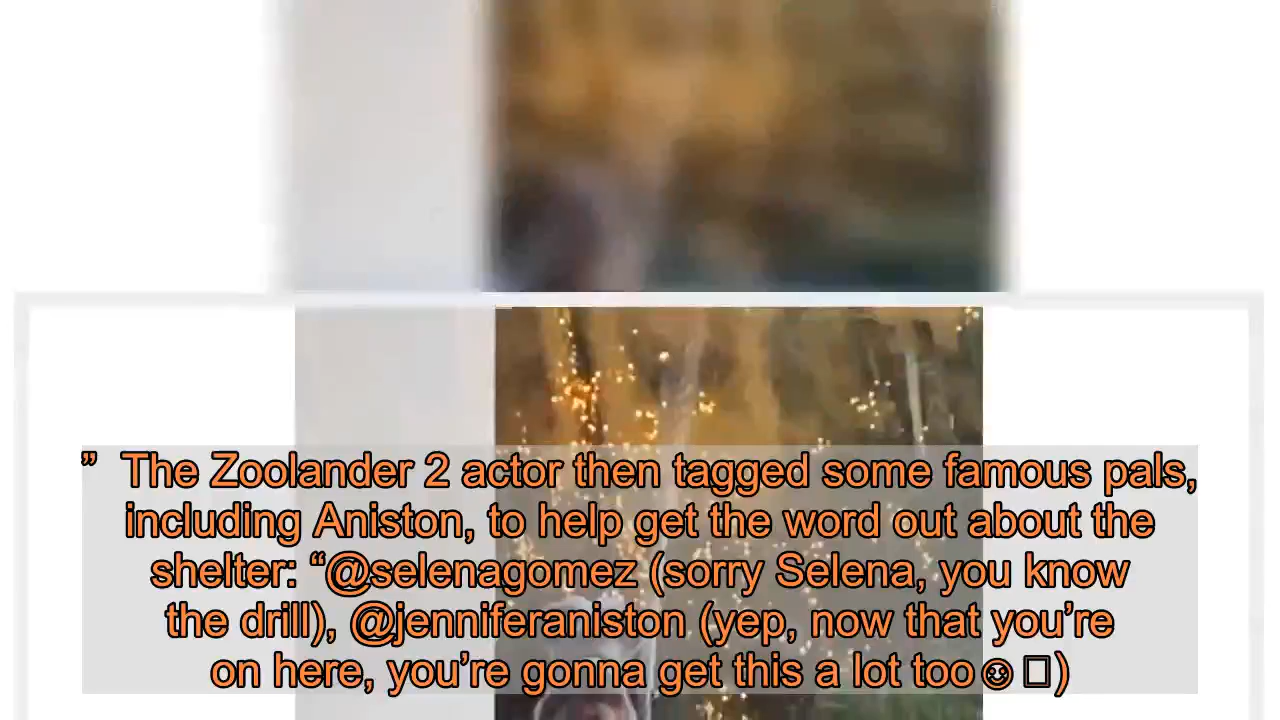 ”  The Zoolander 2 actor then tagged some famous pals,
including Aniston, to help get the word out about the
shelter: “@selenagomez (sorry Selena, you know
the drill), @jenniferaniston (yep, now that you’re
on here, you’re gonna get this a lot too☺□)